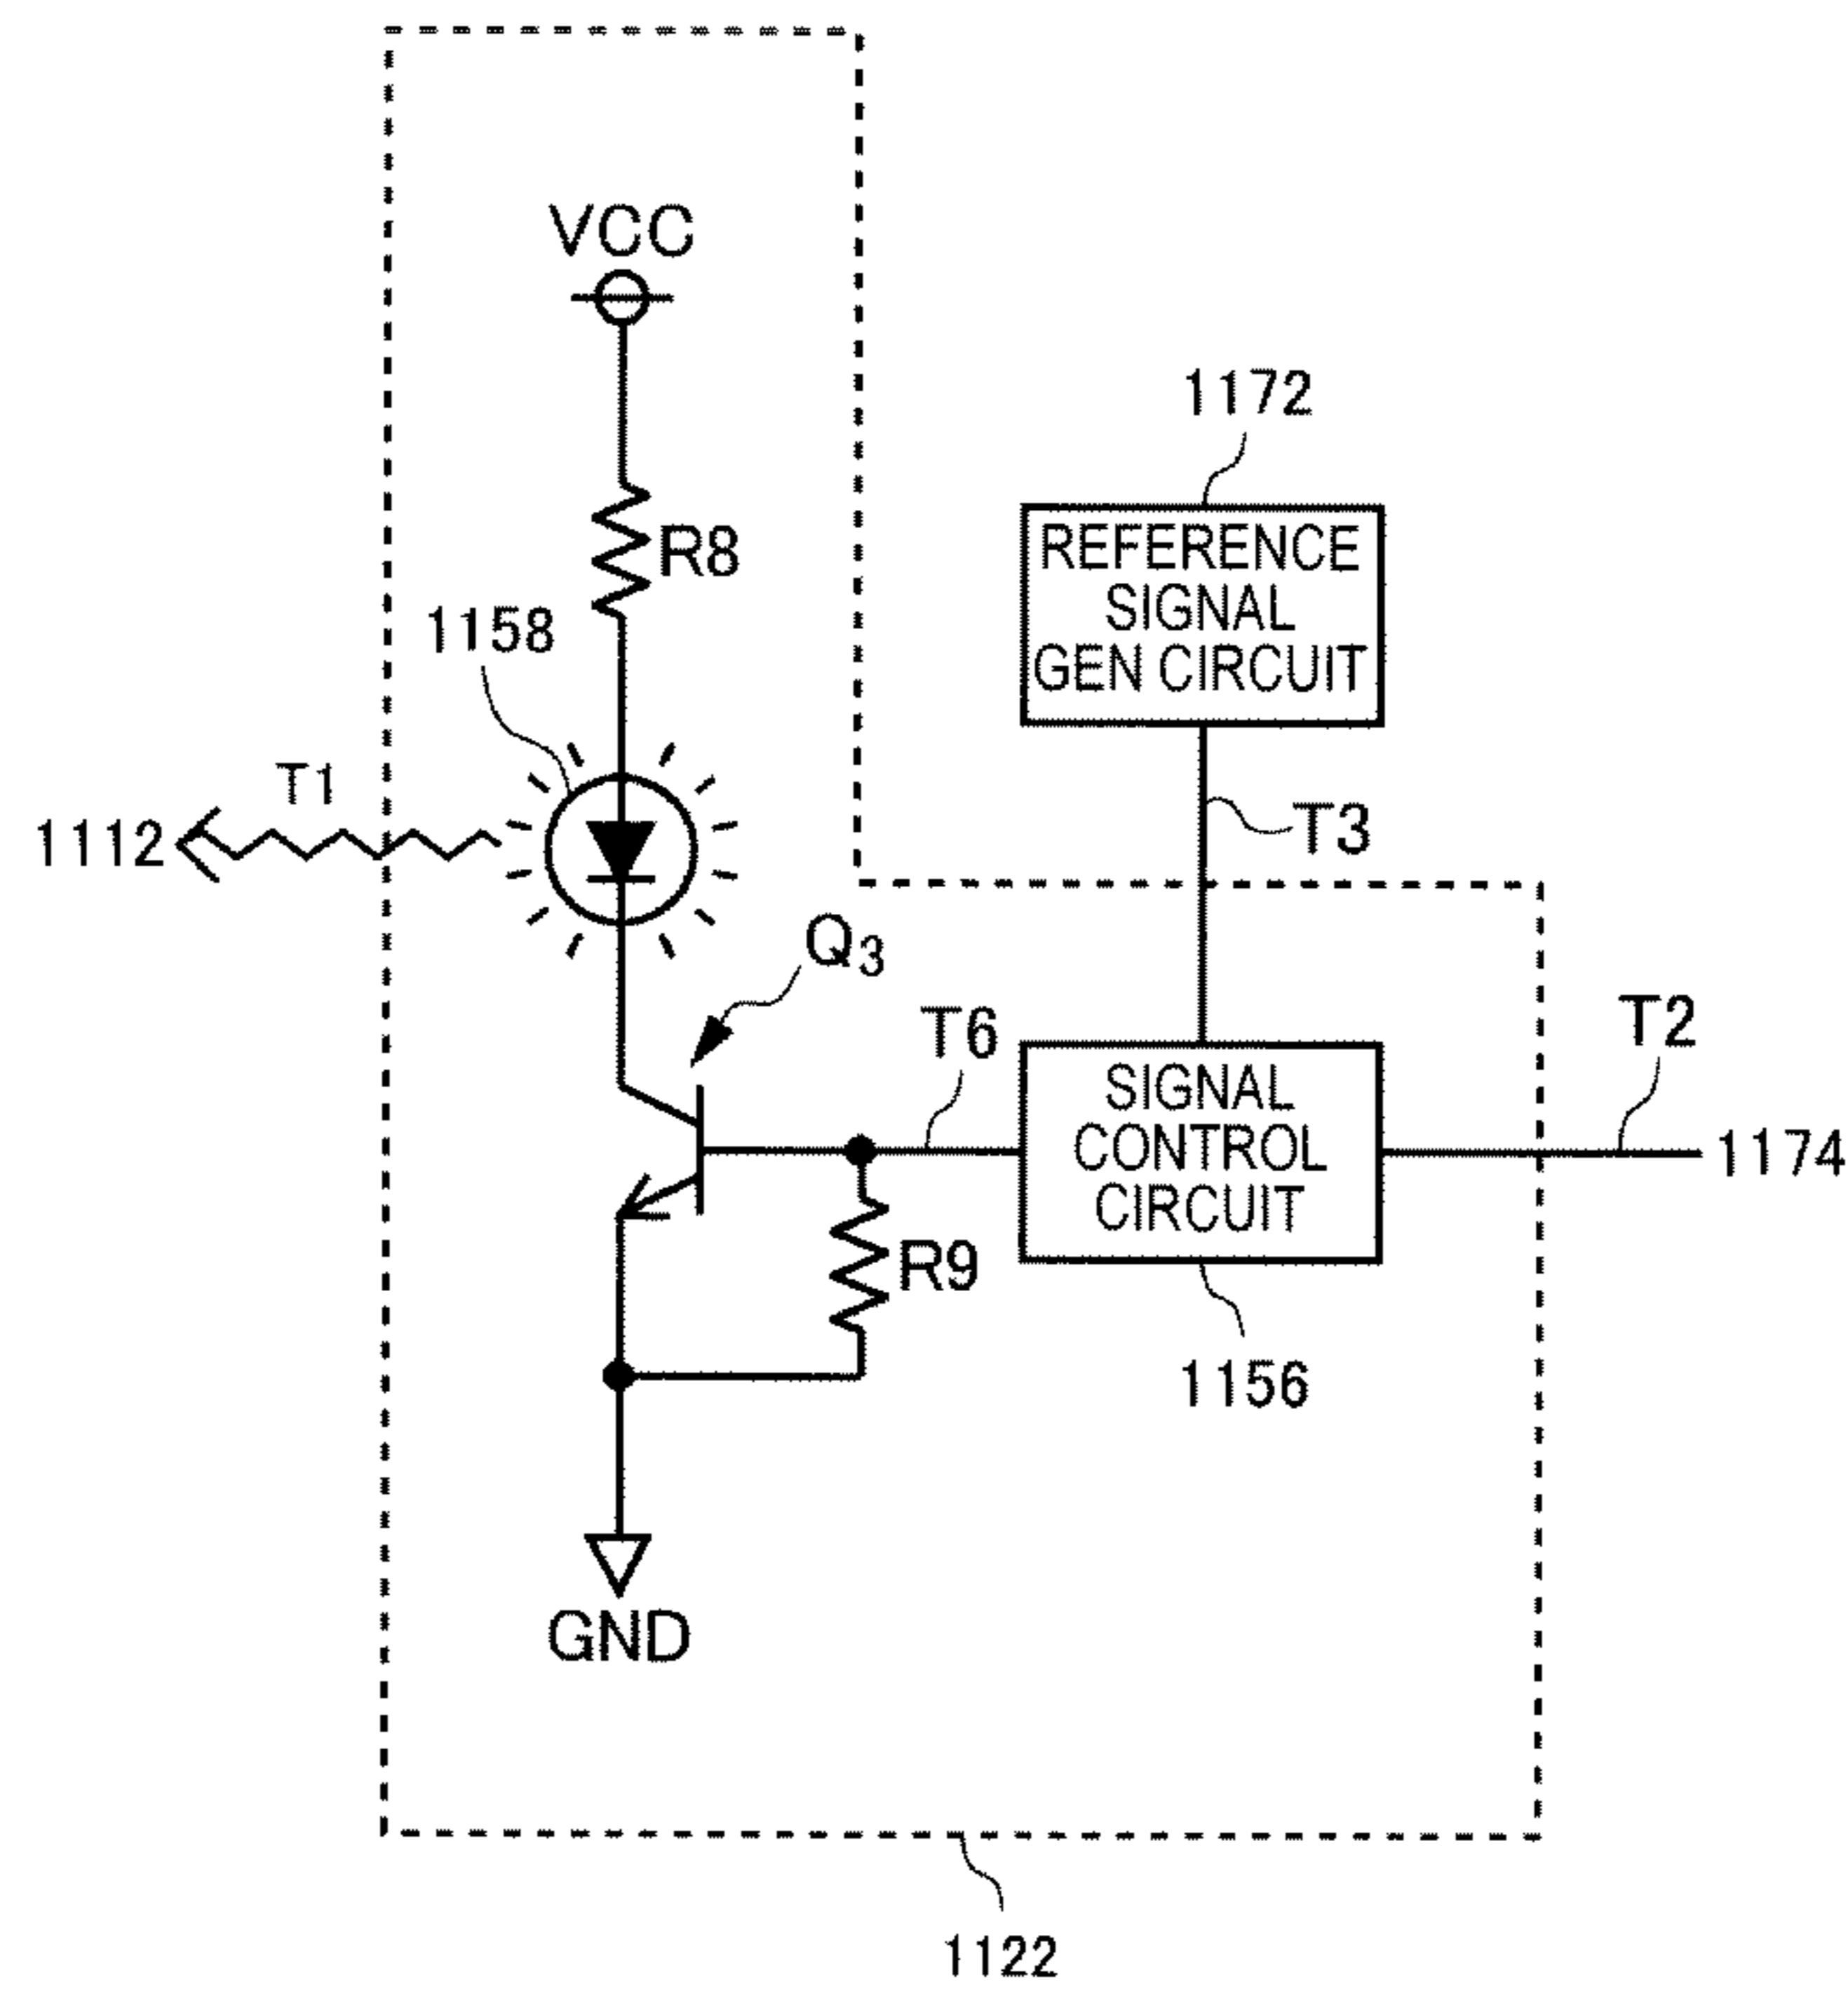 VCC
1172
REFERENCE
SIGNAL
GEN CIRCUIT
R8
1158
T1
1112
T3
Q3
T6
T2
SIGNAL
CONTROL
CIRCUIT
1174
R9
1156
GND
1122